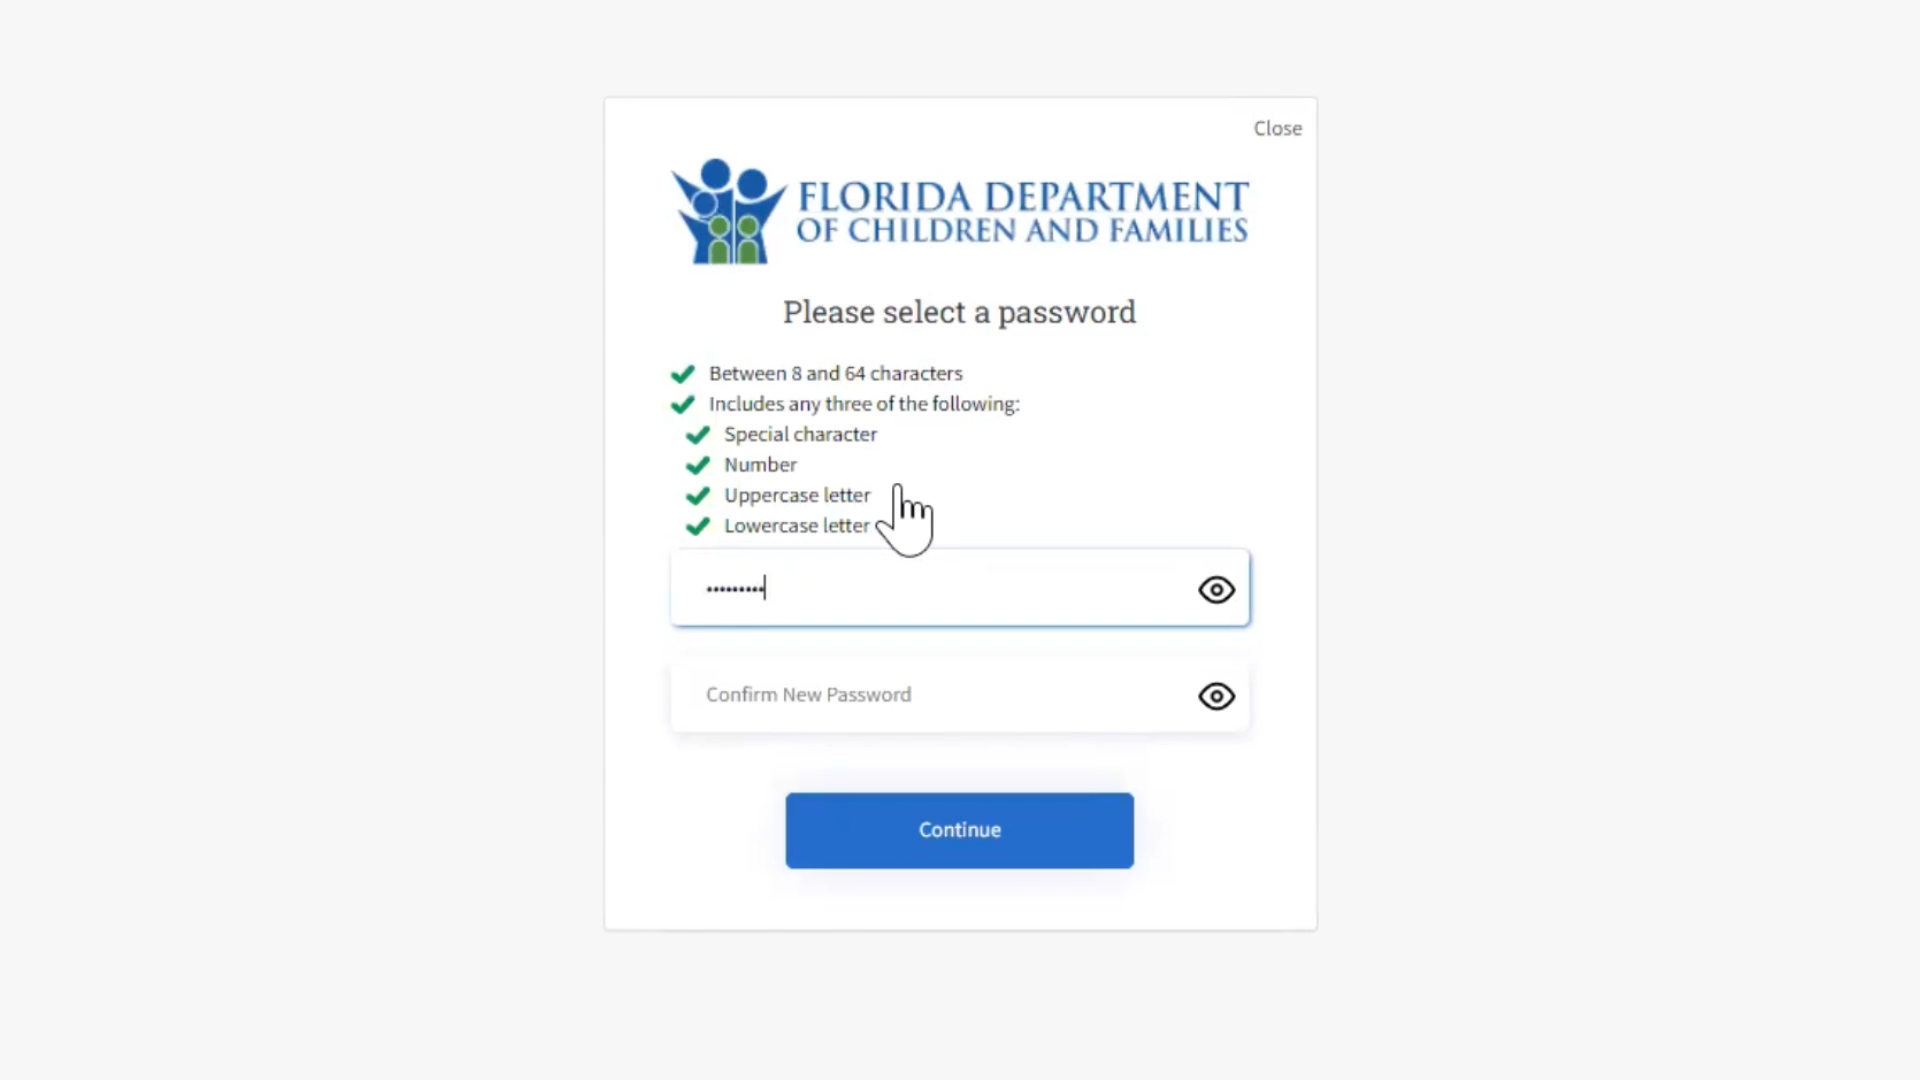 Close
FLORIDA DEPARTMENT
OF CHILDREN AND FAMILIES
Please select a password
Between 8 and 64 characters
Includes any three of the following:
Special character
Number
Uppercase letter
Lowercase letter
•••••••••
Confirm New Password
Continue